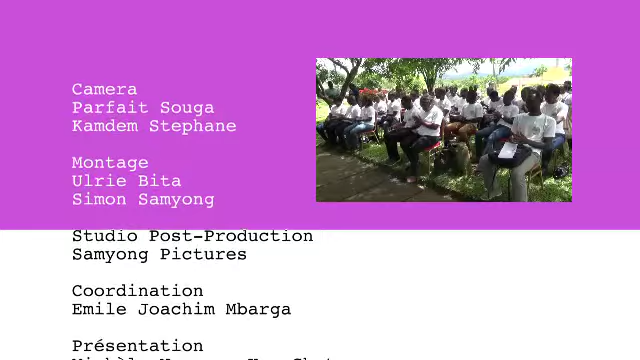 Camera
Parfait Souga
Kamdem Stephane
Montage
Ulrie Bita
Simon Samyong
Studio Post-Production
Samyong Pictures
Coordination
Emile Joachim Mbarga
Présentation